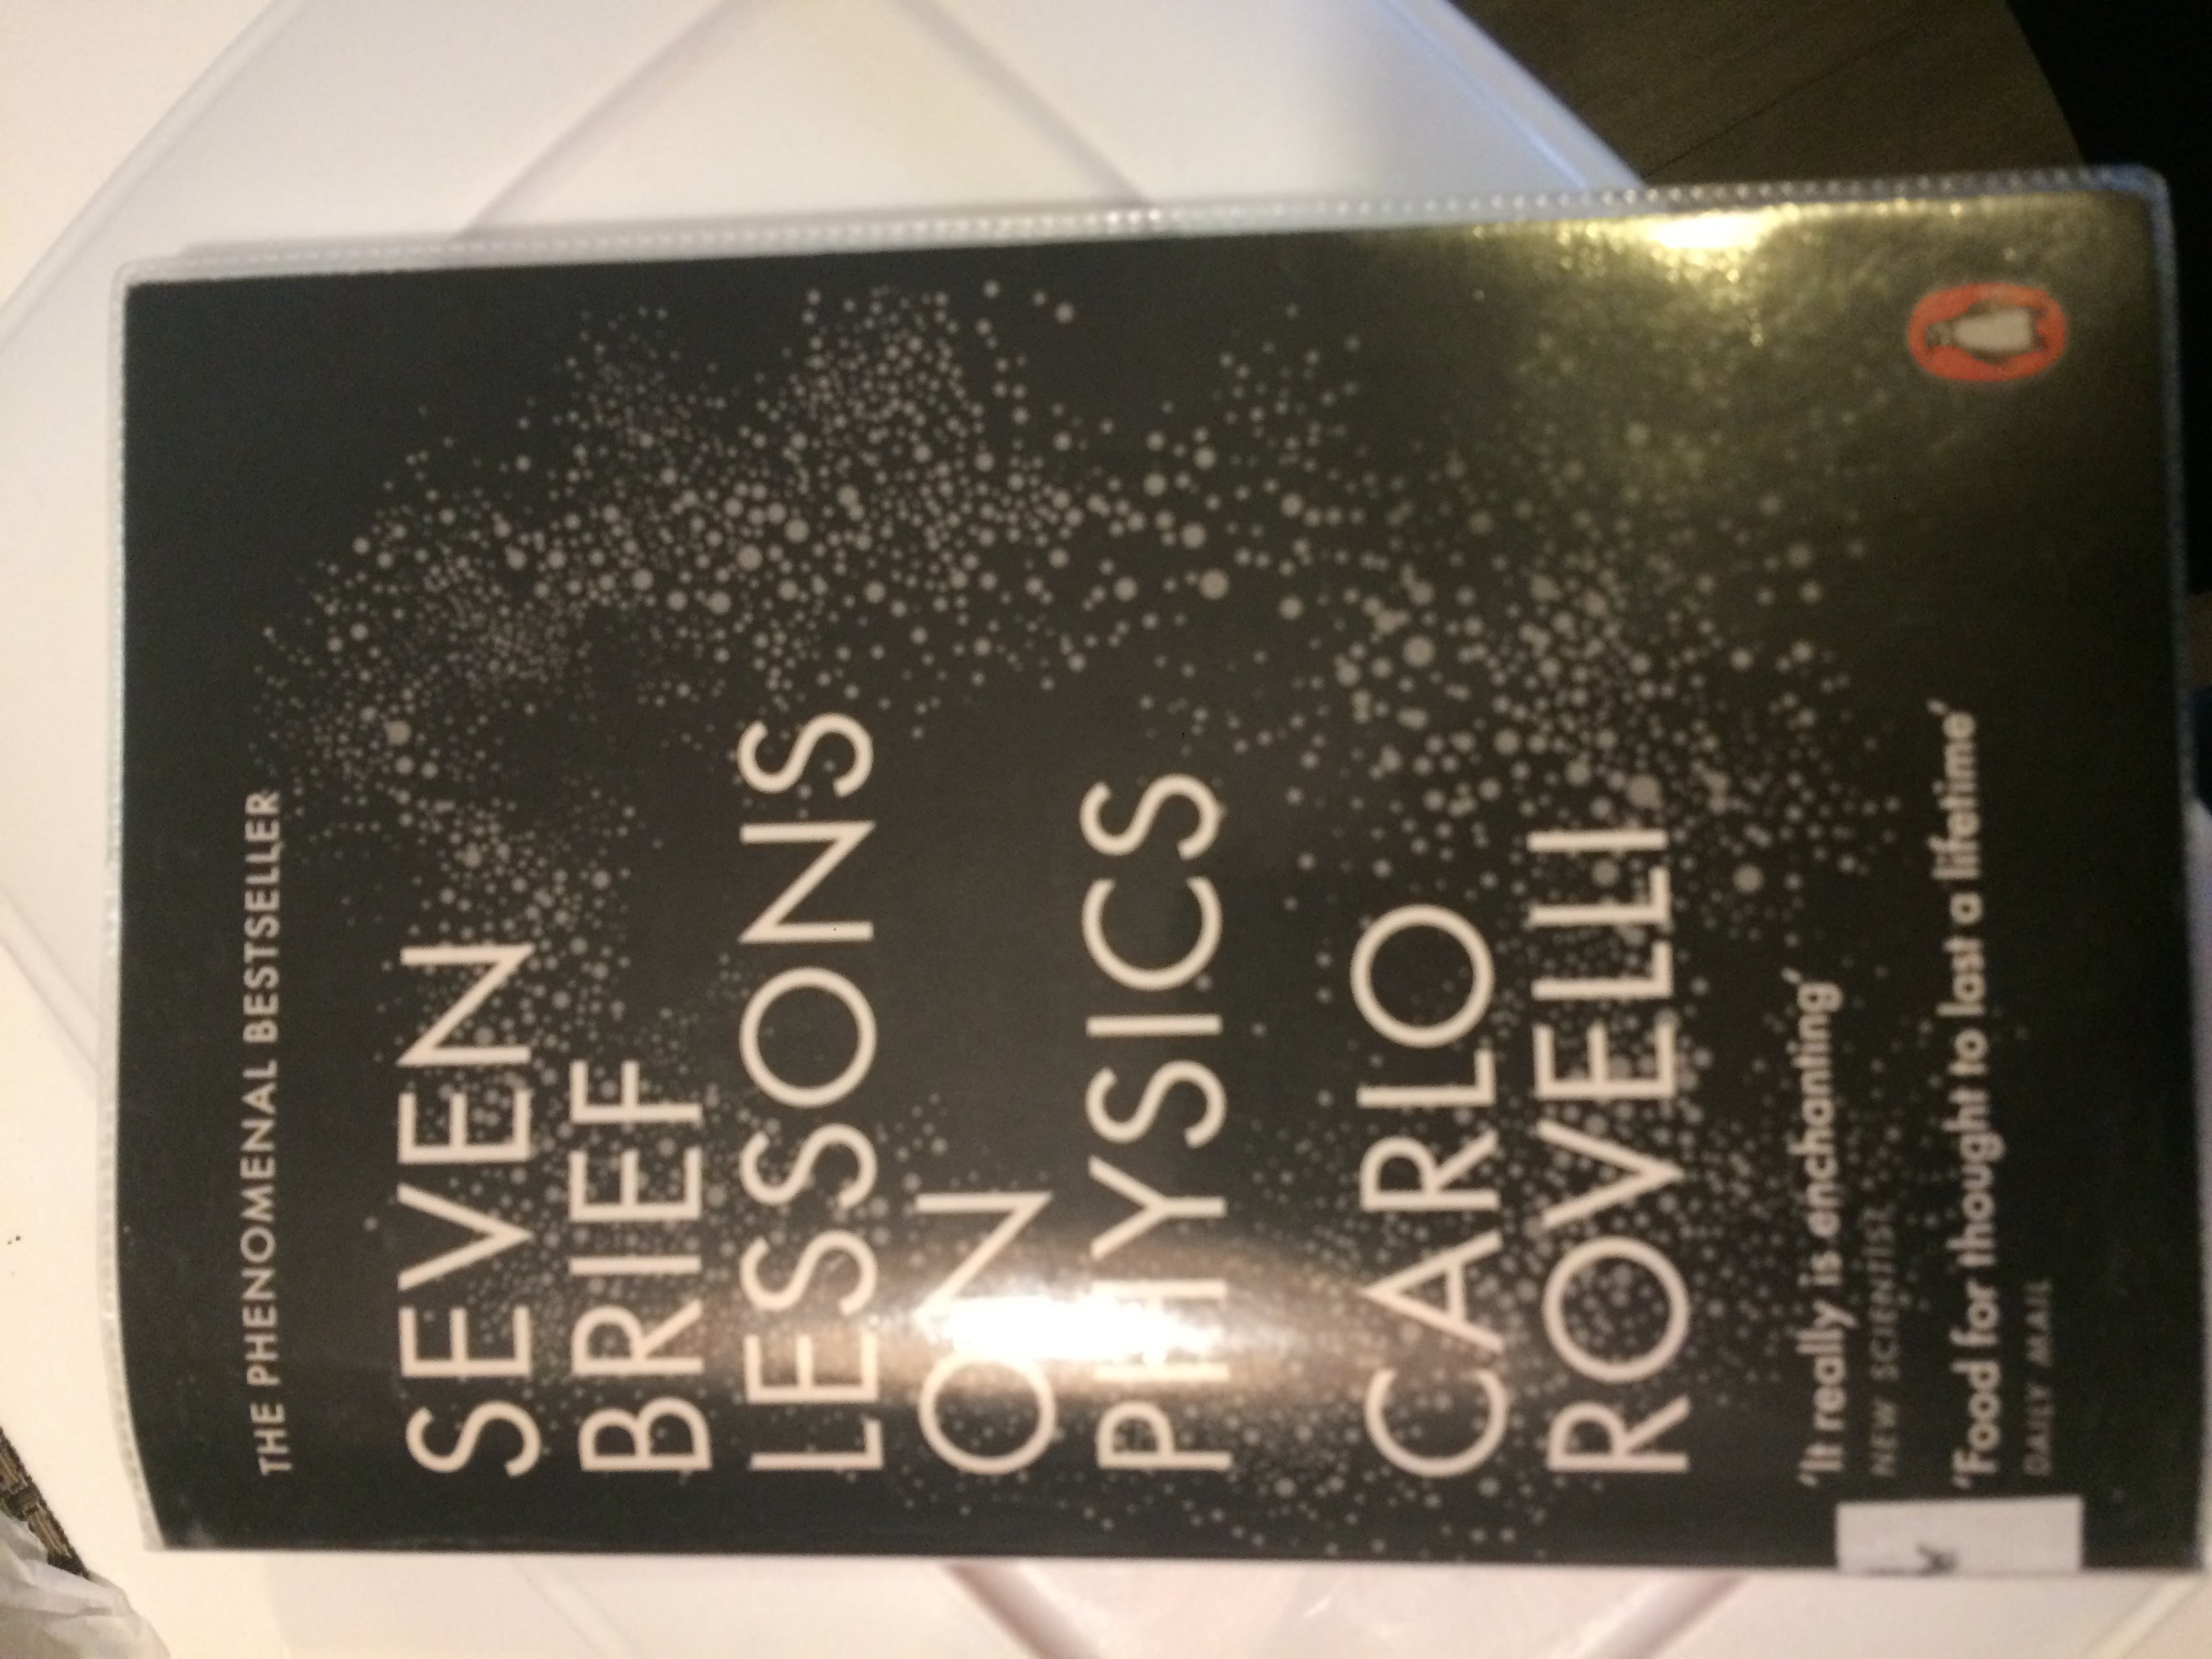 THE PHENOMENAL BESTSELLER
SEVEN
BRIEF
LESSONS
ON
PHYSICS
CARLO
ROVELLI
‘It really is enchanting’
NEW SCIENTIST
‘Food for thought to last a lifetime’
DAILY MAIL